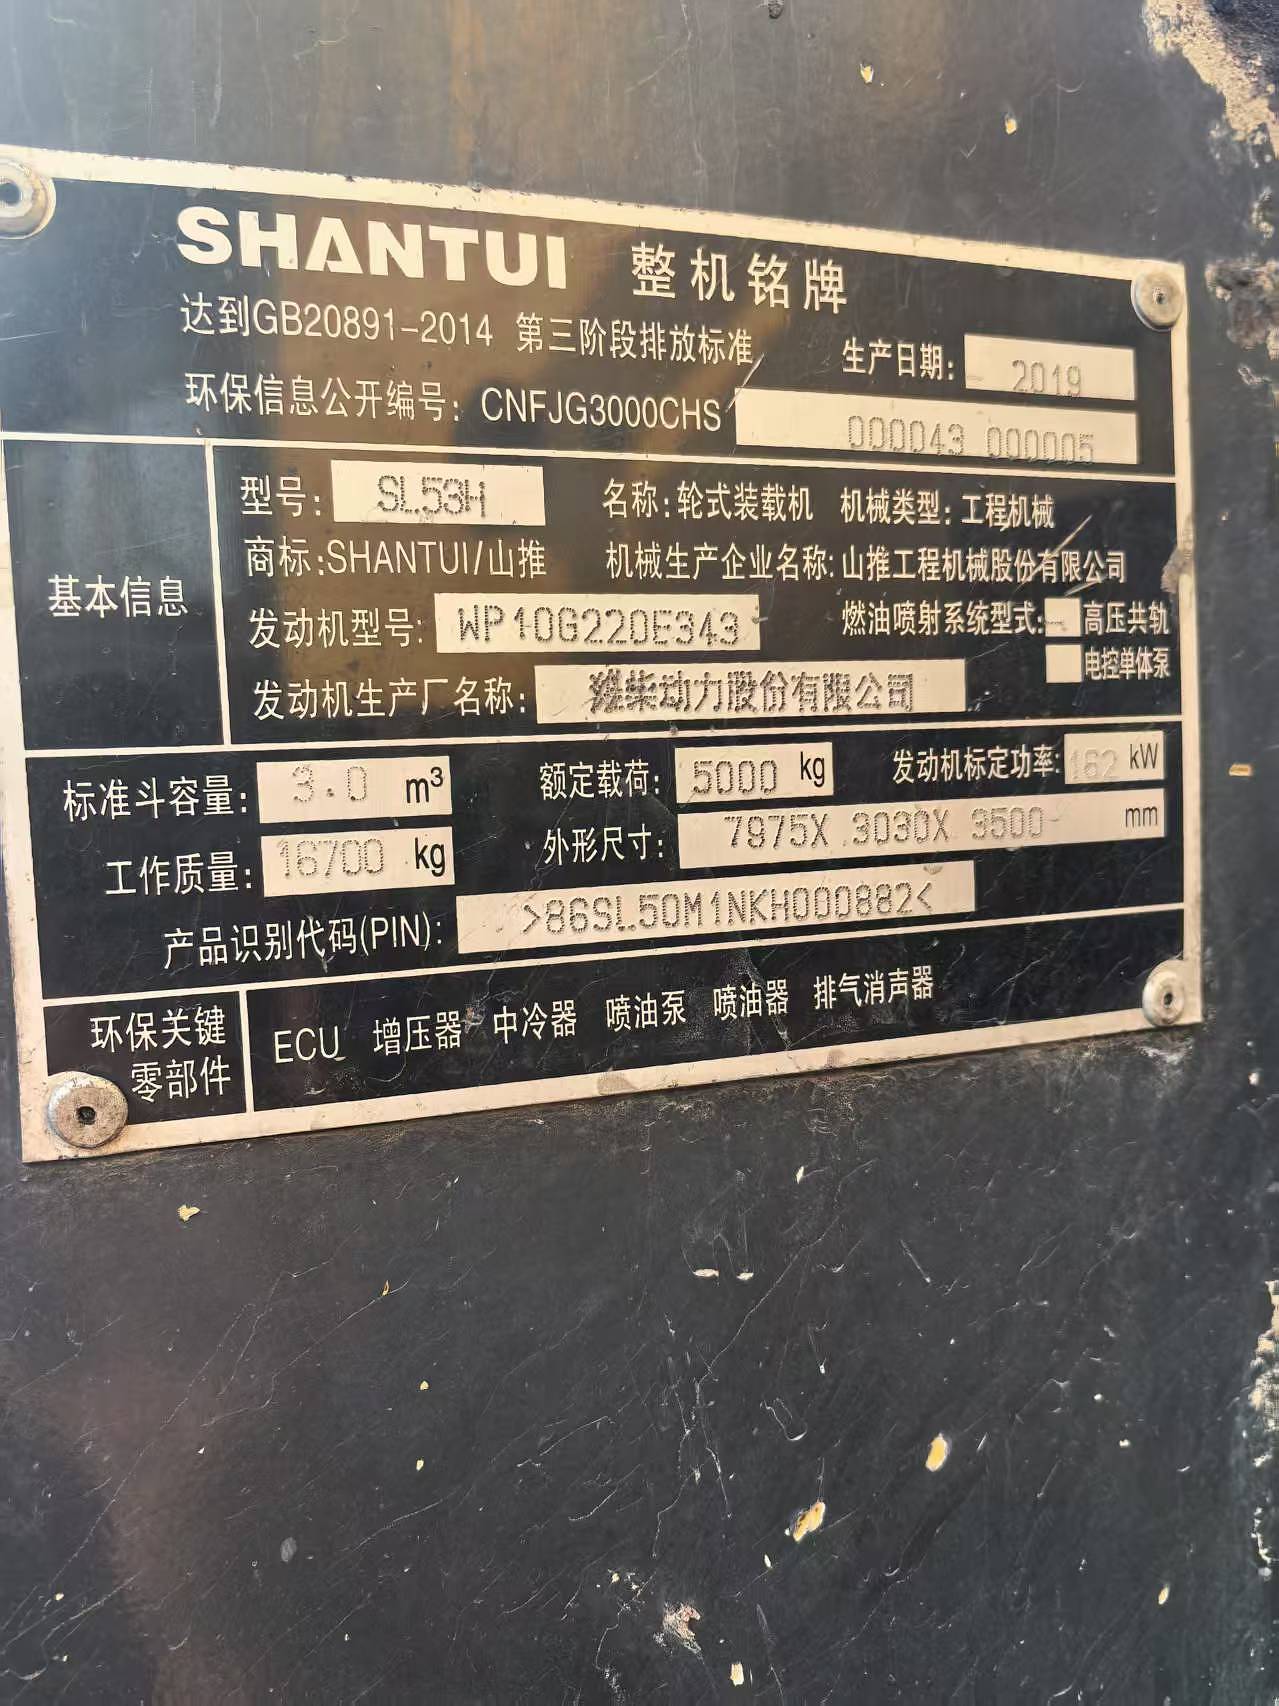 SHANTUI 整机铭牌
达到GB20891-2014 第三阶段排放标准 生产日期: 2019
环保信息公开编号: CNFJG3000CHS 000043 000005
基本信息
型号: SL53H 名称:轮式装载机 机械类型:工程机械
商标:SHANTUI/山推 机械生产企业名称:山推工程机械股份有限公司
发动机型号: WP10G220E343 燃油喷射系统型式: 高压共轨
电控单体泵
发动机生产厂名称: 潍柴动力股份有限公司
标准斗容量: 3.0 m³ 额定载荷: 5000 kg 发动机标定功率: 162 kW
工作质量: 16700 kg 外形尺寸: 7975X 3030X 3500 mm
产品识别代码(PIN): >86SL50M1NKH000882<
环保关键
零部件
ECU 增压器 中冷器 喷油泵 喷油器 排气消声器